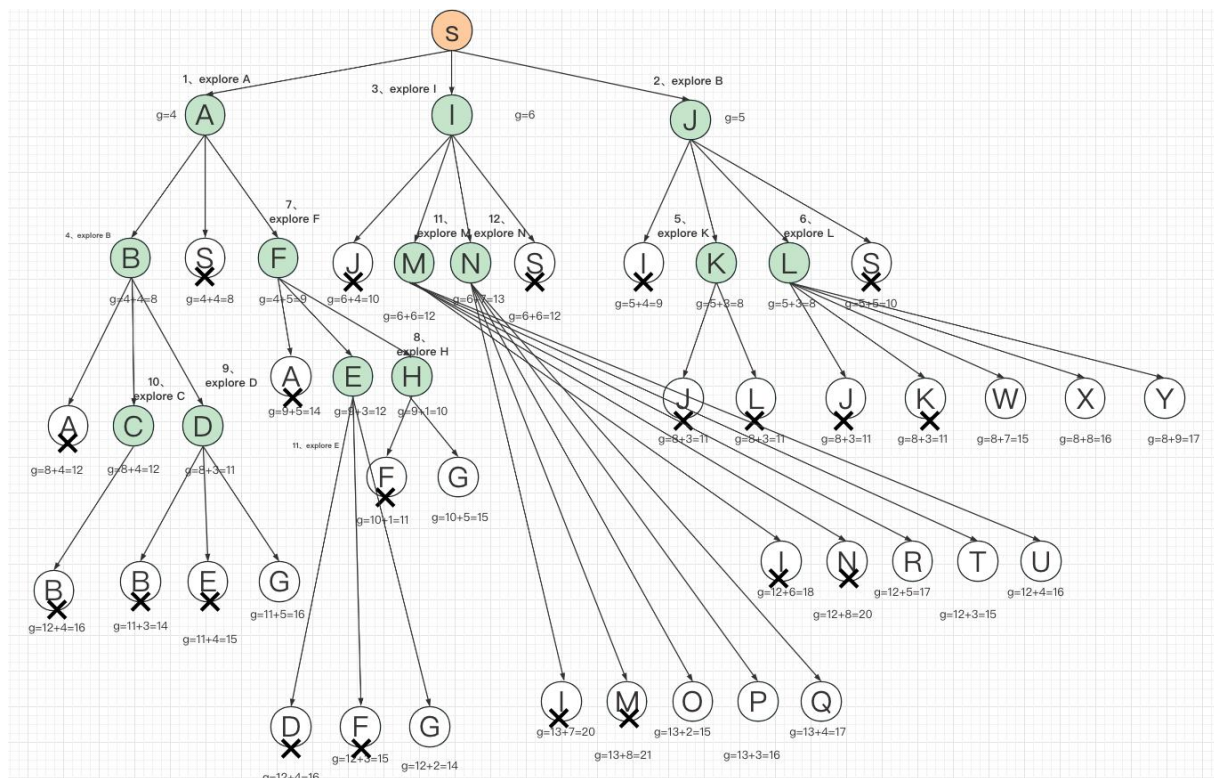 s
1、explore A
2、explore B
3、explore I
g=4
A
I
g=6
J
g=5
7、
explore F
11、
explore M
12、
explore N
5、
explore K
6、
explore L
4、explore B
B
S
F
J
M
N
S
I
K
L
S
g=4+4=8
g=4+4=8
g=4+5=9
g=6+4=10
g=6+7=13
g=6+6=12
g=6+6=12
g=5+4=9
g=5+3=8
g=5+3=8
g=5+5=10
8、
explore H
9、
explore D
10、
explore C
A
E
H
J
L
J
K
W
X
Y
g=9+5=14
g=9+3=12
g=9+1=10
A
C
D
g=8+3=11
g=8+3=11
g=8+3=11
g=8+3=11
g=8+7=15
g=8+8=16
g=8+9=17
11、explore E
g=8+4=12
g=8+4=12
g=8+3=11
F
G
g=10+1=11
g=10+5=15
I
N
R
T
U
B
B
E
G
g=12+6=18
g=12+5=17
g=12+4=16
g=12+8=20
g=12+3=15
g=12+4=16
g=11+3=14
g=11+5=16
g=11+4=15
I
M
O
P
Q
D
F
G
g=13+7=20
g=13+2=15
g=13+4=17
g=13+8=21
g=13+3=16
g=12+3=15
g=12+2=14
g=12+4=16